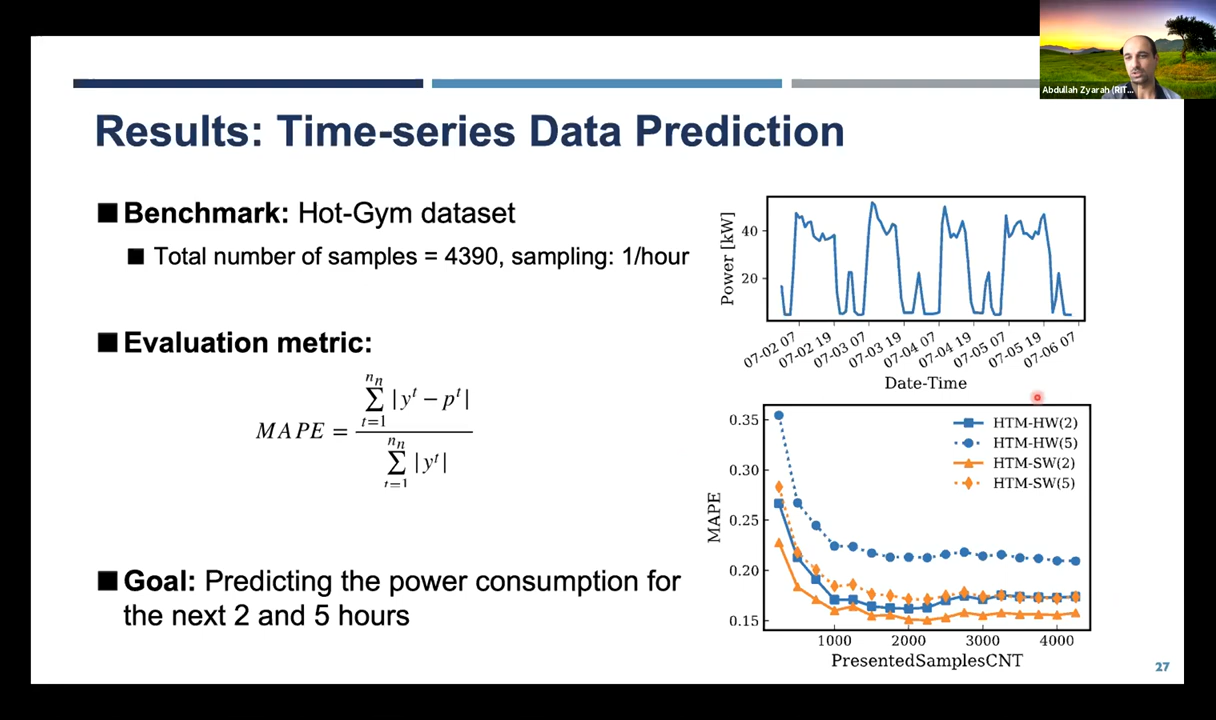 Abdullah Zyarah (RIT...
Results: Time-series Data Prediction
■ Benchmark: Hot-Gym dataset
■ Total number of samples = 4390, sampling: 1/hour
■ Evaluation metric:
n_n
∑ |y^t − p^t|
t=1
MAPE =
n_n
∑ |y^t|
t=1
■ Goal: Predicting the power consumption for
the next 2 and 5 hours
Power [kW]
40
20
07-02 07
07-02 19
07-03 07
07-03 19
07-04 07
07-04 19
07-05 07
07-05 19
07-06 07
Date-Time
HTM-HW(2)
HTM-HW(5)
HTM-SW(2)
HTM-SW(5)
MAPE
0.35
0.30
0.25
0.20
0.15
1000 2000 3000 4000
PresentedSamplesCNT
27